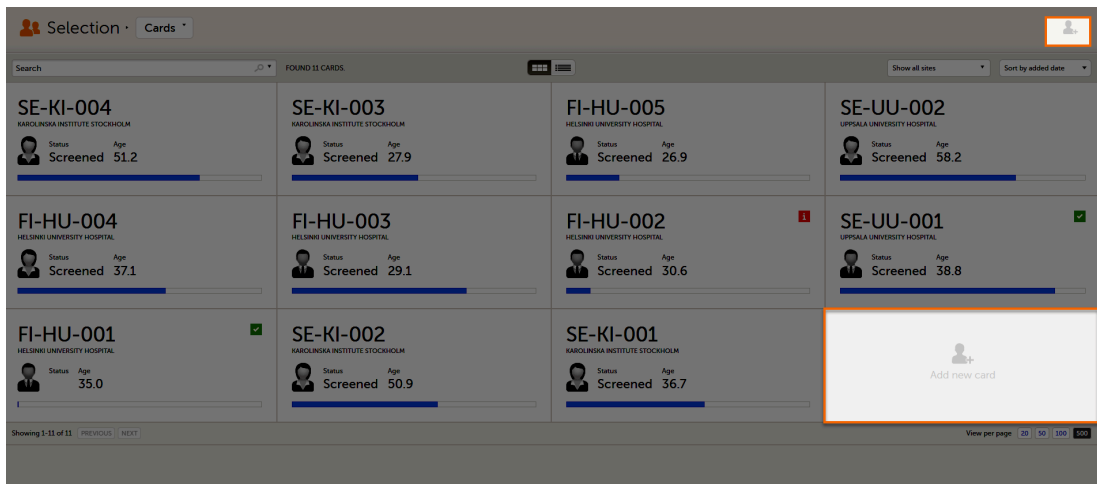 Selection · Cards
Search
FOUND 11 CARDS.
Show all sites
Sort by added date
SE-KI-004
KAROLINSKA INSTITUTE STOCKHOLM
Status Age
Screened 51.2
SE-KI-003
KAROLINSKA INSTITUTE STOCKHOLM
Status Age
Screened 27.9
FI-HU-005
HELSINKI UNIVERSITY HOSPITAL
Status Age
Screened 26.9
SE-UU-002
UPPSALA UNIVERSITY HOSPITAL
Status Age
Screened 58.2
FI-HU-004
HELSINKI UNIVERSITY HOSPITAL
Status Age
Screened 37.1
FI-HU-003
HELSINKI UNIVERSITY HOSPITAL
Status Age
Screened 29.1
FI-HU-002
HELSINKI UNIVERSITY HOSPITAL
Status Age
Screened 30.6
SE-UU-001
UPPSALA UNIVERSITY HOSPITAL
Status Age
Screened 38.8
FI-HU-001
HELSINKI UNIVERSITY HOSPITAL
Status Age
35.0
SE-KI-002
KAROLINSKA INSTITUTE STOCKHOLM
Status Age
Screened 50.9
SE-KI-001
KAROLINSKA INSTITUTE STOCKHOLM
Status Age
Screened 36.7
Add new card
Showing 1-11 of 11 PREVIOUS NEXT
View per page 20 50 100 500